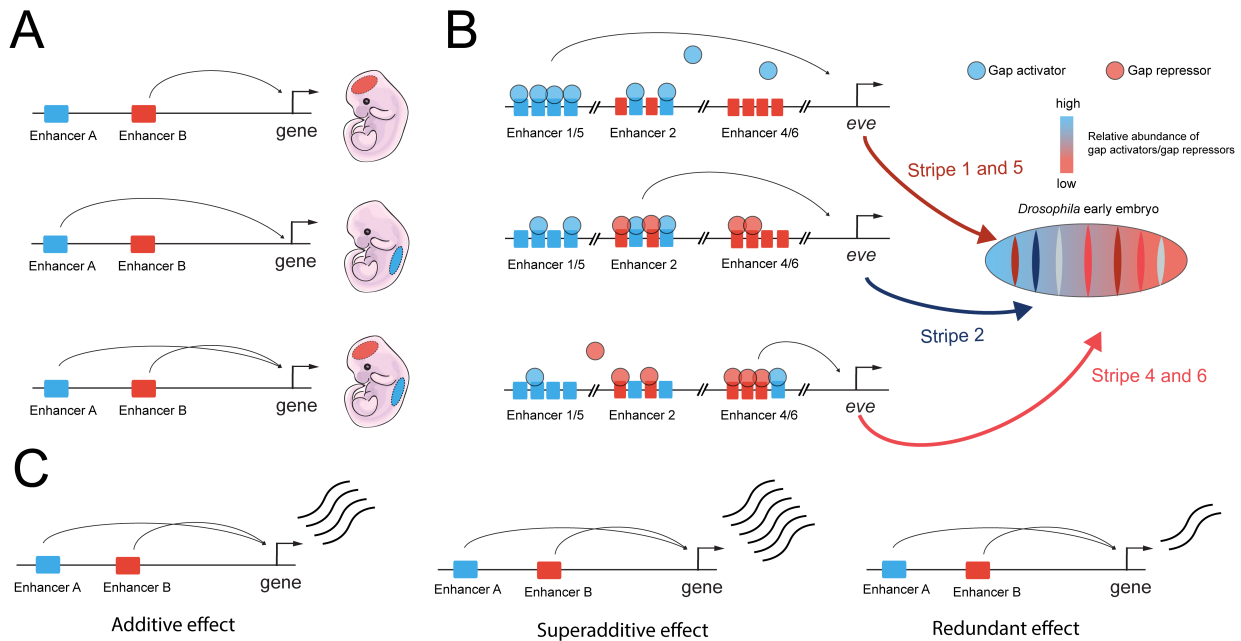 A
Enhancer A
Enhancer B
gene
Enhancer A
Enhancer B
gene
Enhancer A
Enhancer B
gene
B
Enhancer 1/5
Enhancer 2
Enhancer 4/6
eve
Enhancer 1/5
Enhancer 2
Enhancer 4/6
eve
Enhancer 1/5
Enhancer 2
Enhancer 4/6
eve
Gap activator
Gap repressor
high
Relative abundance of
gap activators/gap repressors
low
Drosophila early embryo
Stripe 1 and 5
Stripe 2
Stripe 4 and 6
C
Enhancer A
Enhancer B
gene
Additive effect
Enhancer A
Enhancer B
gene
Superadditive effect
Enhancer A
Enhancer B
gene
Redundant effect